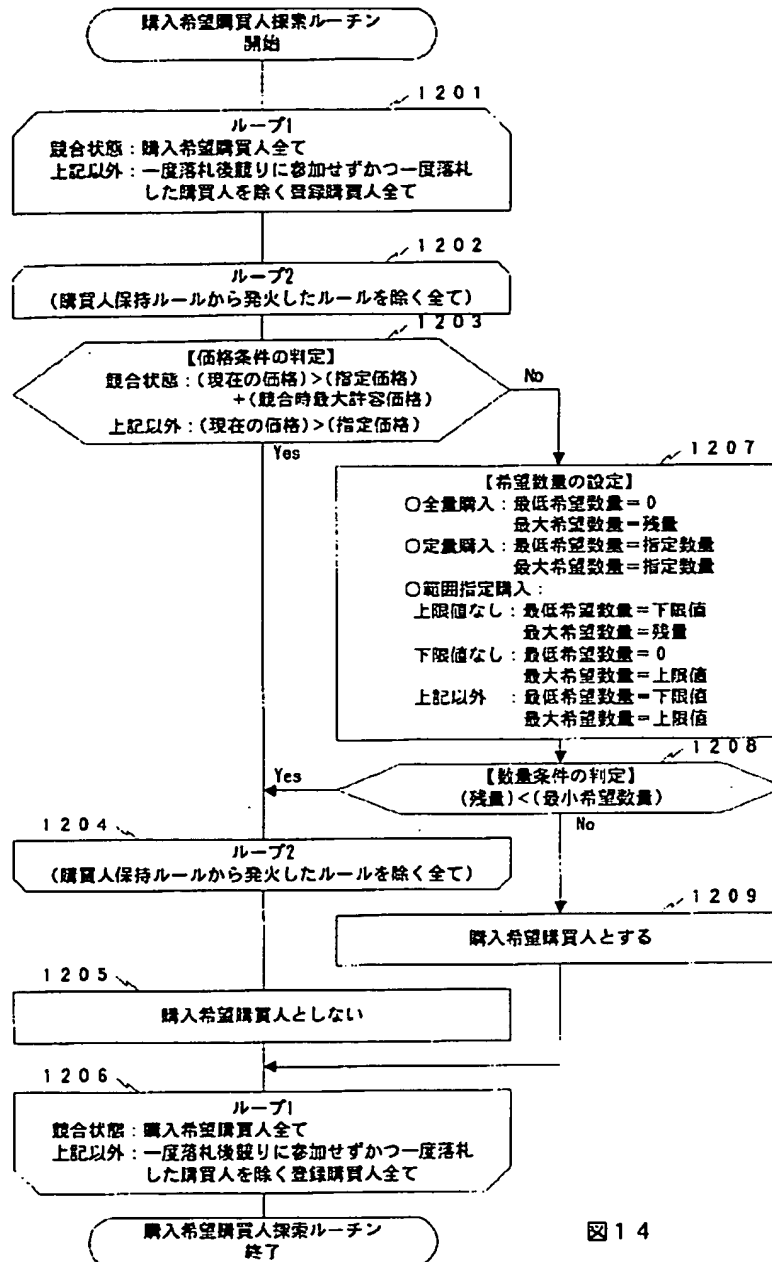 購入希望購買人探索ルーチン
開始
1201
ループ1
競合状態：購入希望購買人全て
上記以外：一度落札後競りに参加せずかつ一度落札
した購買人を除く登録購買人全て
1202
ループ2
(購買人保持ルールから発火したルールを除く全て)
1203
【価格条件の判定】
競合状態：(現在の価格)>(指定価格)
+(競合時最大許容価格)
上記以外：(現在の価格)>(指定価格)
No
Yes
1207
【希望数量の設定】
○全量購入：最低希望数量＝0
最大希望数量＝残量
○定量購入：最低希望数量＝指定数量
最大希望数量＝指定数量
○範囲指定購入：
上限値なし：最低希望数量＝下限値
最大希望数量＝残量
下限値なし：最低希望数量＝0
最大希望数量＝上限値
上記以外　：最低希望数量＝下限値
最大希望数量＝上限値
1208
【数量条件の判定】
(残量)<(最小希望数量)
Yes
No
1204
ループ2
(購買人保持ルールから発火したルールを除く全て)
1209
購入希望購買人とする
1205
購入希望購買人としない
1206
ループ1
競合状態：購入希望購買人全て
上記以外：一度落札後競りに参加せずかつ一度落札
した購買人を除く登録購買人全て
購入希望購買人探索ルーチン
終了
図14